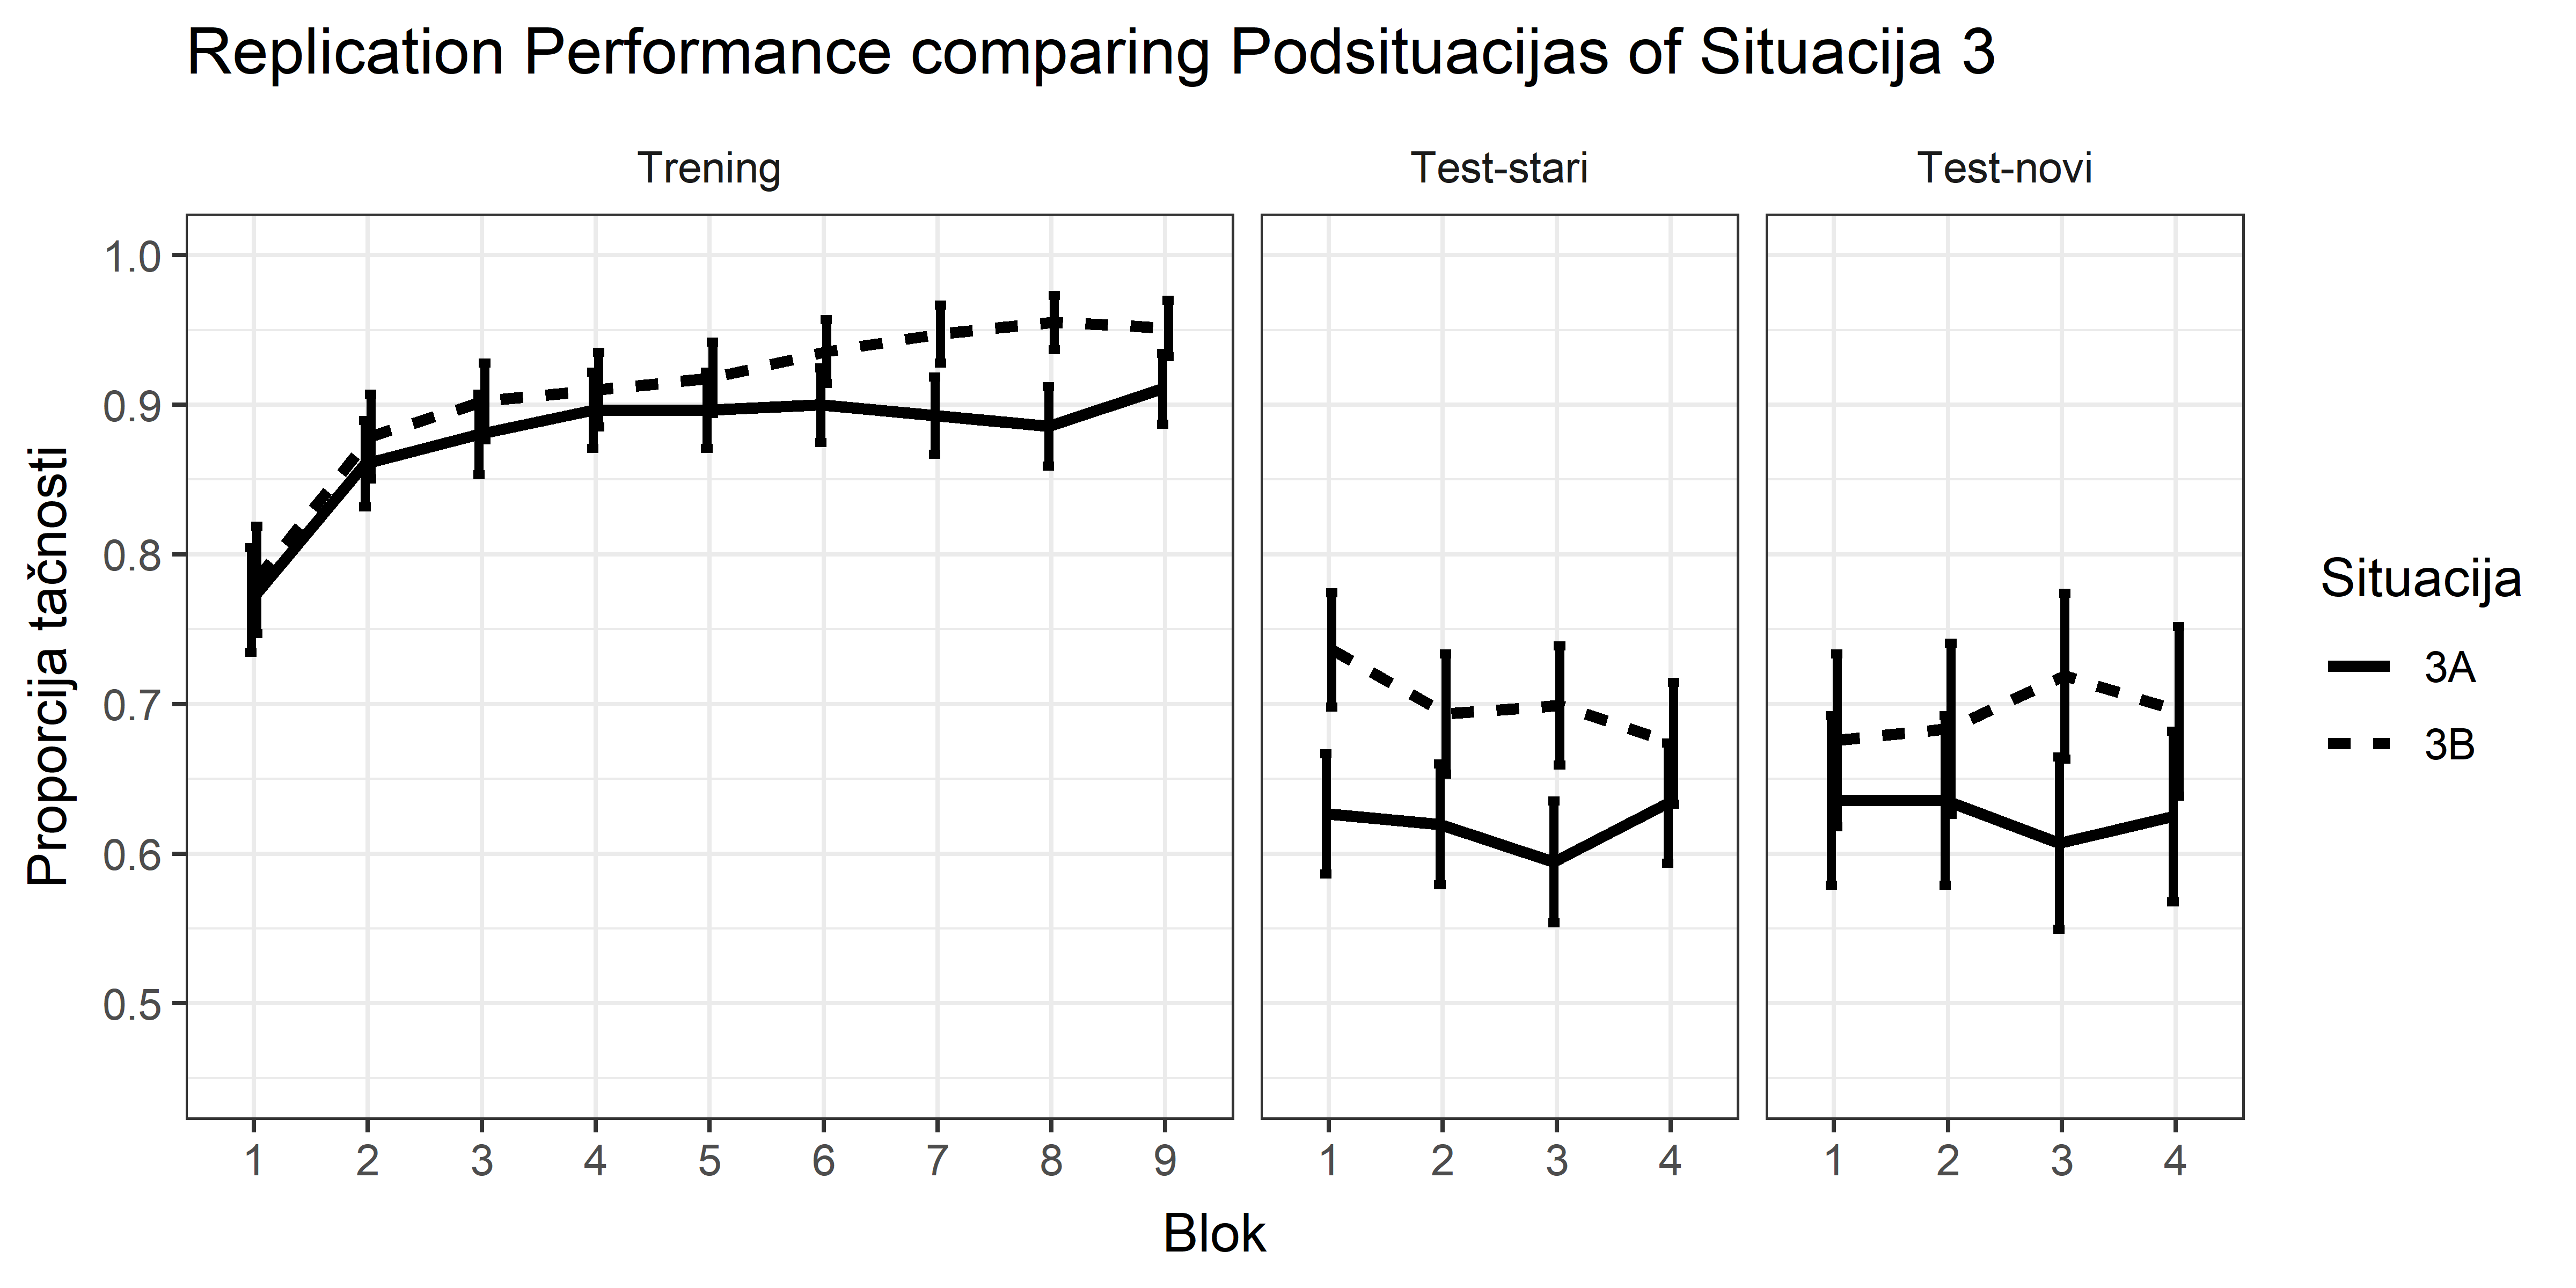 Replication Performance comparing Podsituacijas of Situacija 3
Trening
Test-stari
Test-novi
Proporcija tačnosti
1.0
0.9
0.8
0.7
0.6
0.5
1 2 3 4 5 6 7 8 9
1 2 3 4
1 2 3 4
Blok
Situacija
3A
3B